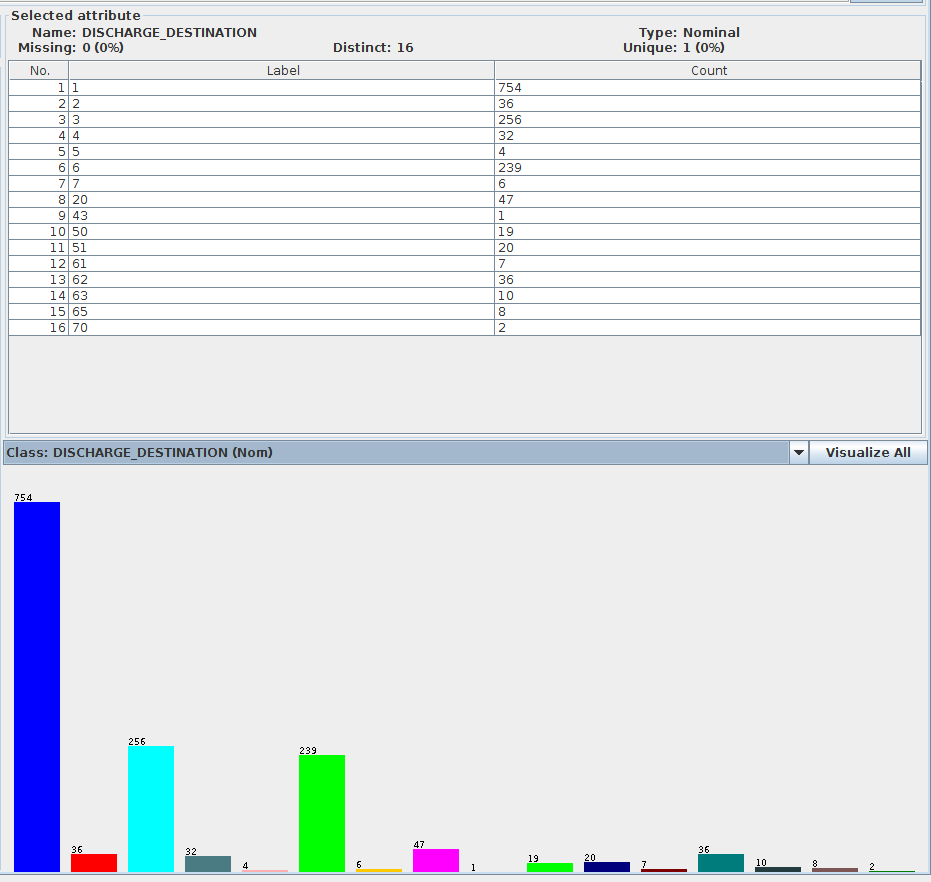 Selected attribute
Name: DISCHARGE_DESTINATION Type: Nominal
Missing: 0 (0%) Distinct: 16 Unique: 1 (0%)
No. Label Count
1 1 754
2 2 36
3 3 256
4 4 32
5 5 4
6 6 239
7 7 6
8 20 47
9 43 1
10 50 19
11 51 20
12 61 7
13 62 36
14 63 10
15 65 8
16 70 2
Class: DISCHARGE_DESTINATION (Nom) Visualize All
754
36
256
32
4
239
6
47
1
19
20
7
36
10
8
2